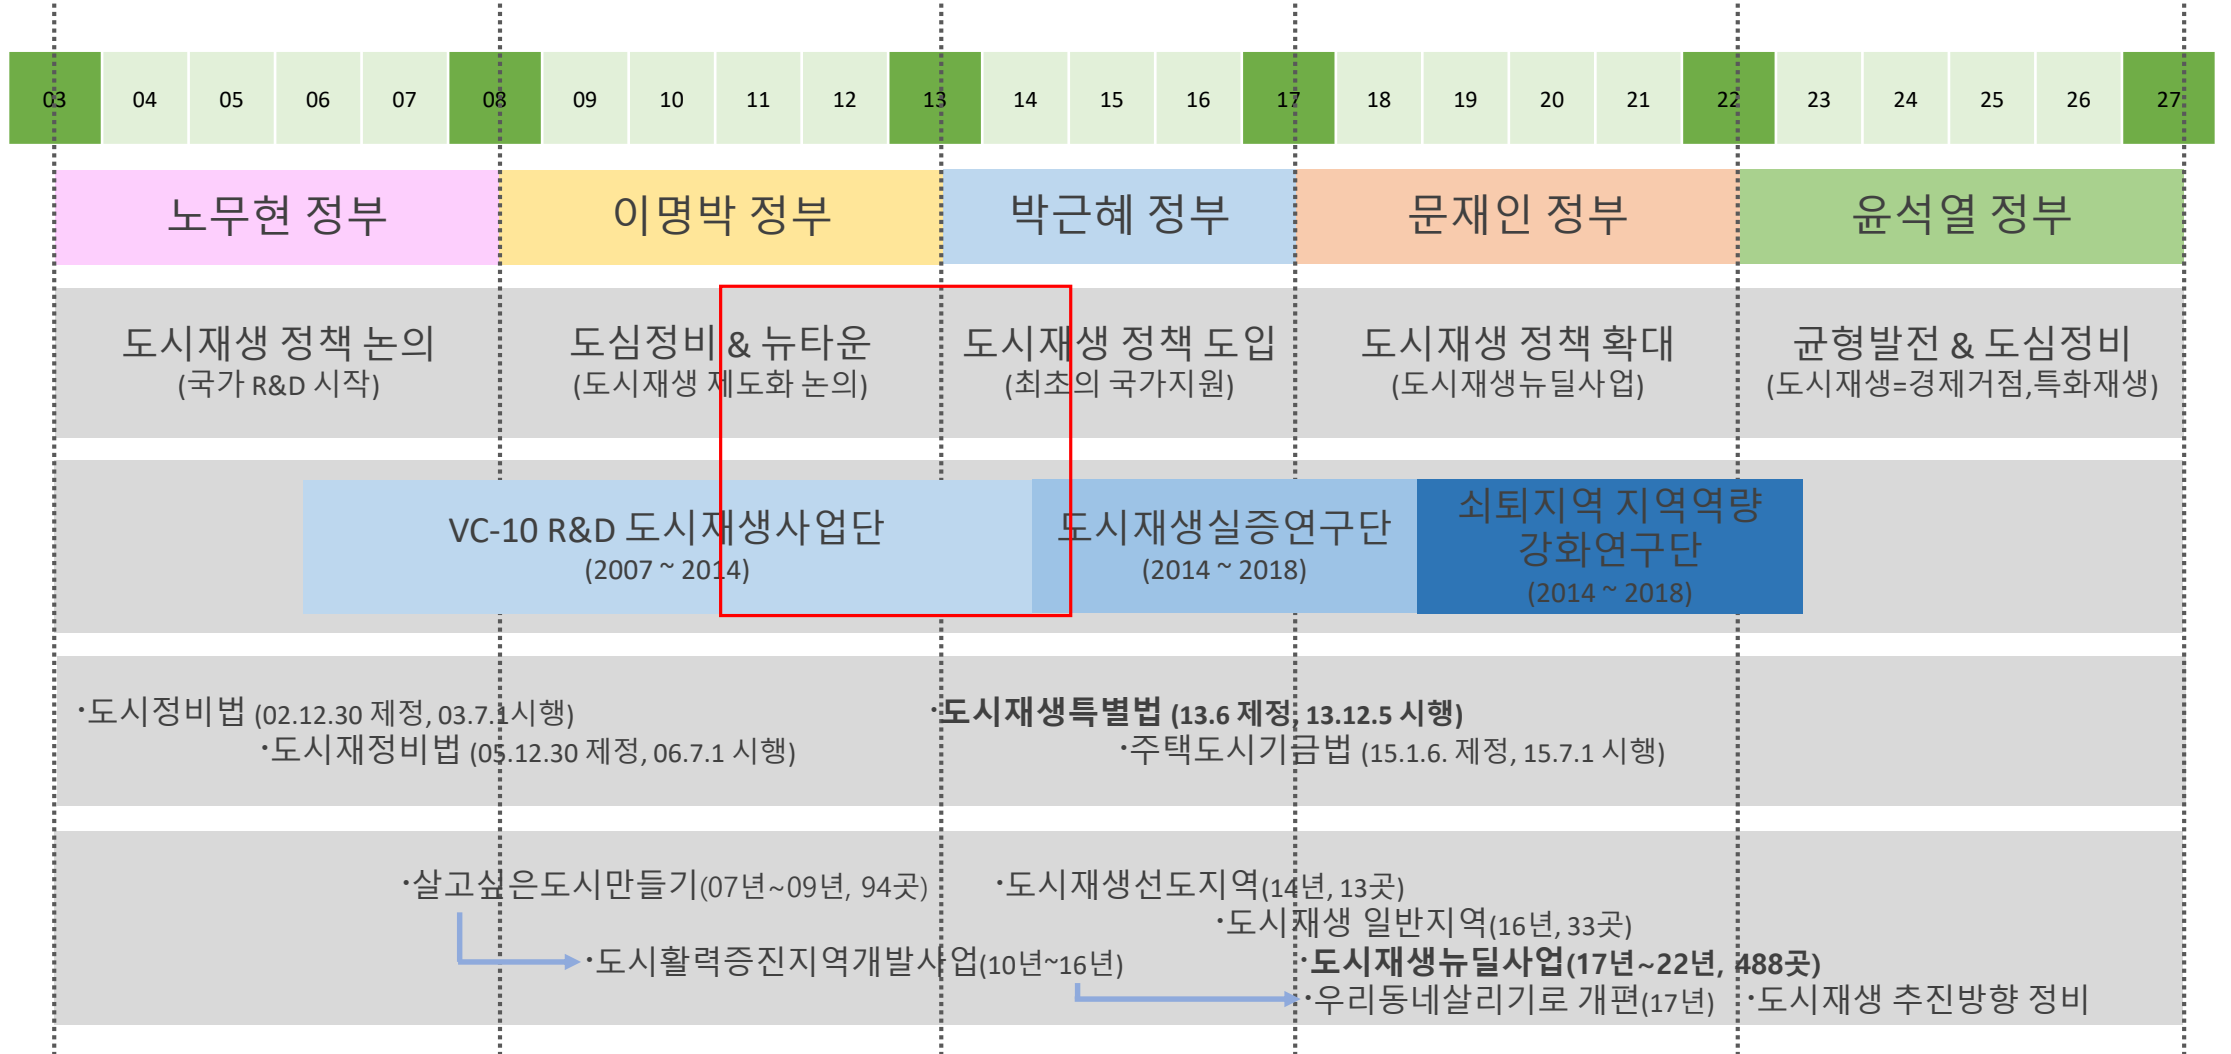 03 04 05 06 07 08 09 10 11 12 13 14 15 16 17 18 19 20 21 22 23 24 25 26 27
노무현 정부 이명박 정부 박근혜 정부 문재인 정부 윤석열 정부
도시재생 정책 논의 도심정비 & 뉴타운 도시재생 정책 도입 도시재생 정책 확대 균형발전 & 도심정비
(국가 R&D 시작) (도시재생 제도화 논의) (최초의 국가지원) (도시재생뉴딜사업) (도시재생=경제거점,특화재생)
VC-10 R&D 도시재생사업단
(2007 ~ 2014)
도시재생실증연구단
(2014 ~ 2018)
쇠퇴지역 지역역량
강화연구단
(2014 ~ 2018)
·도시정비법 (02.12.30 제정, 03.7.1시행)
·도시재정비법 (05.12.30 제정, 06.7.1 시행)
·도시재생특별법 (13.6 제정, 13.12.5 시행)
·주택도시기금법 (15.1.6. 제정, 15.7.1 시행)
·살고싶은도시만들기(07년~09년, 94곳)
·도시활력증진지역개발사업(10년~16년)
·도시재생선도지역(14년, 13곳)
·도시재생 일반지역(16년, 33곳)
·도시재생뉴딜사업(17년~22년, 488곳)
·우리동네살리기로 개편(17년)
·도시재생 추진방향 정비